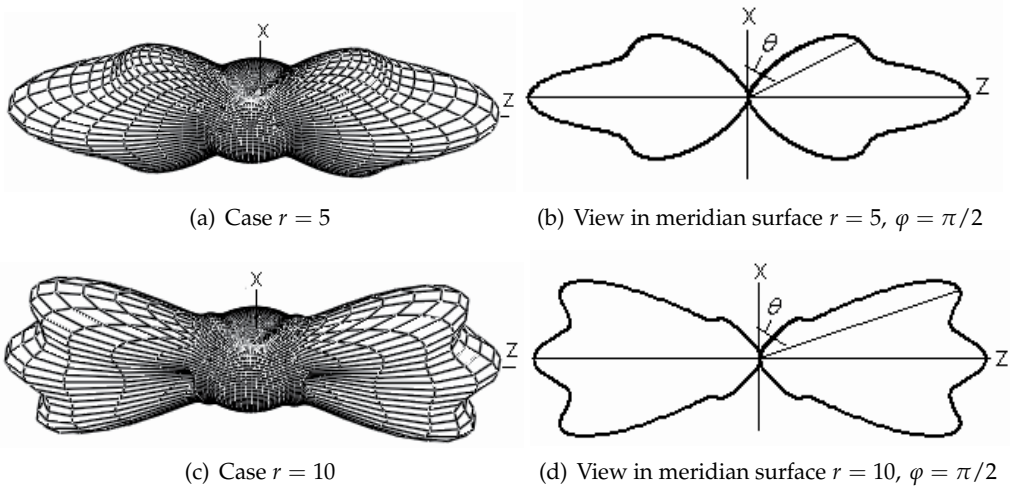 X
Z
θ
X
Z
(a) Case r = 5
(b) View in meridian surface r = 5, φ = π/2
X
Z
θ
X
Z
(c) Case r = 10
(d) View in meridian surface r = 10, φ = π/2